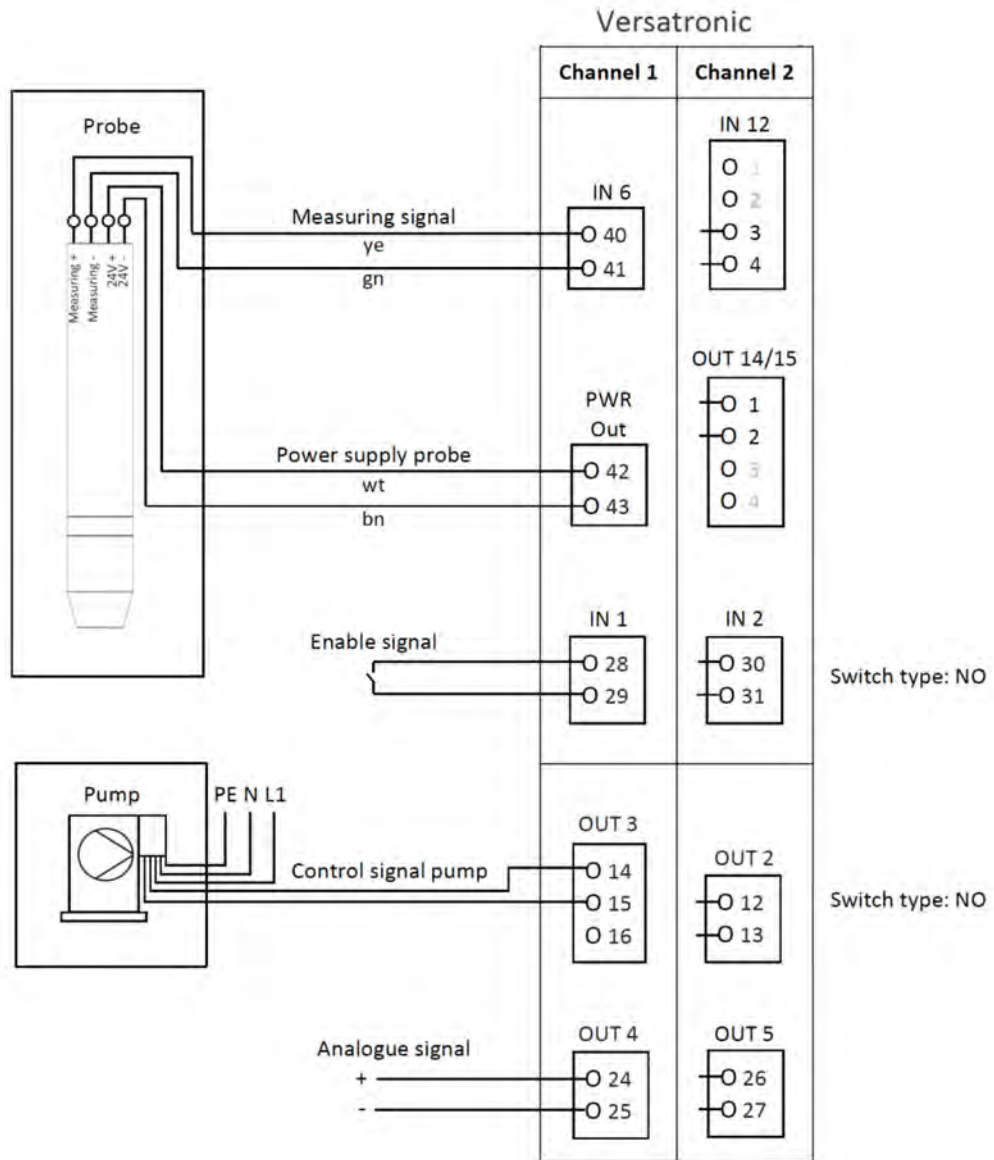 Versatronic
Channel 1
Channel 2
Probe
Measuring +
Measuring -
24V +
24V -
Measuring signal
ye
gn
IN 6
40
41
IN 12
1
2
3
4
Power supply probe
wt
bn
PWR
Out
42
43
OUT 14/15
1
2
3
4
Enable signal
IN 1
28
29
IN 2
30
31
Switch type: NO
Pump
PE N L1
Control signal pump
OUT 3
14
15
16
OUT 2
12
13
Switch type: NO
Analogue signal
+
-
OUT 4
24
25
OUT 5
26
27